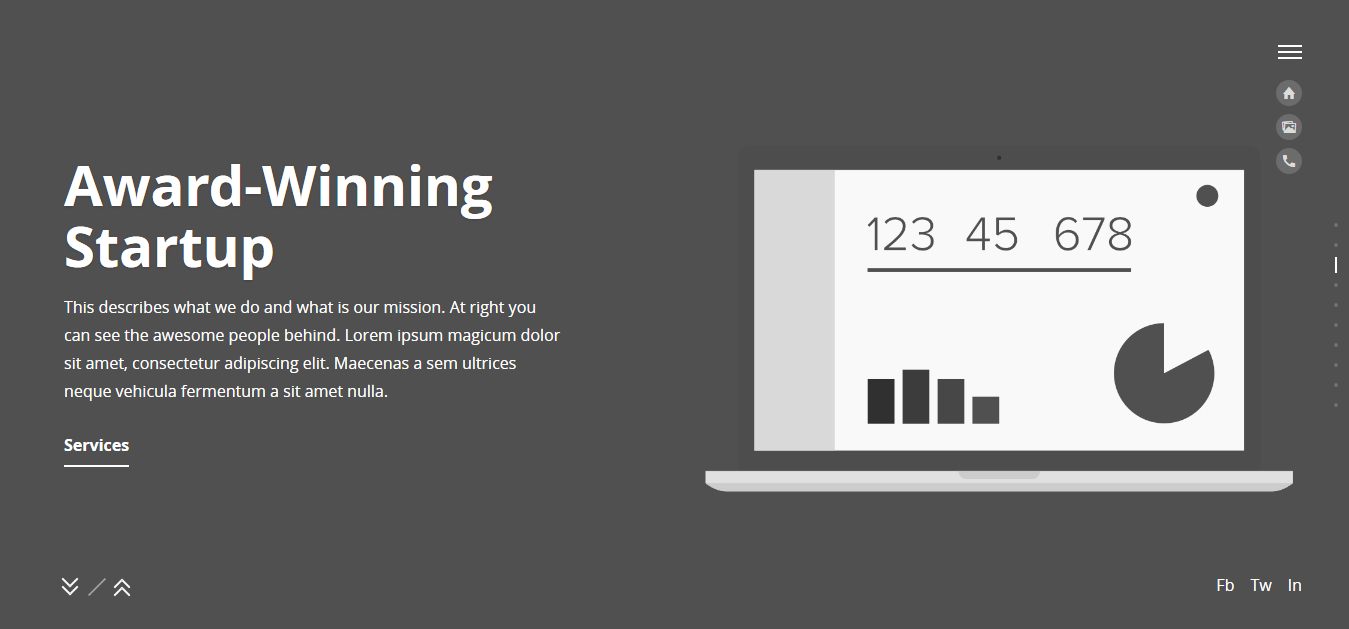 Award-Winning
Startup
This describes what we do and what is our mission. At right you
can see the awesome people behind. Lorem ipsum magicum dolor
sit amet, consectetur adipiscing elit. Maecenas a sem ultrices
neque vehicula fermentum a sit amet nulla.
Services
123 45 678
Fb Tw In